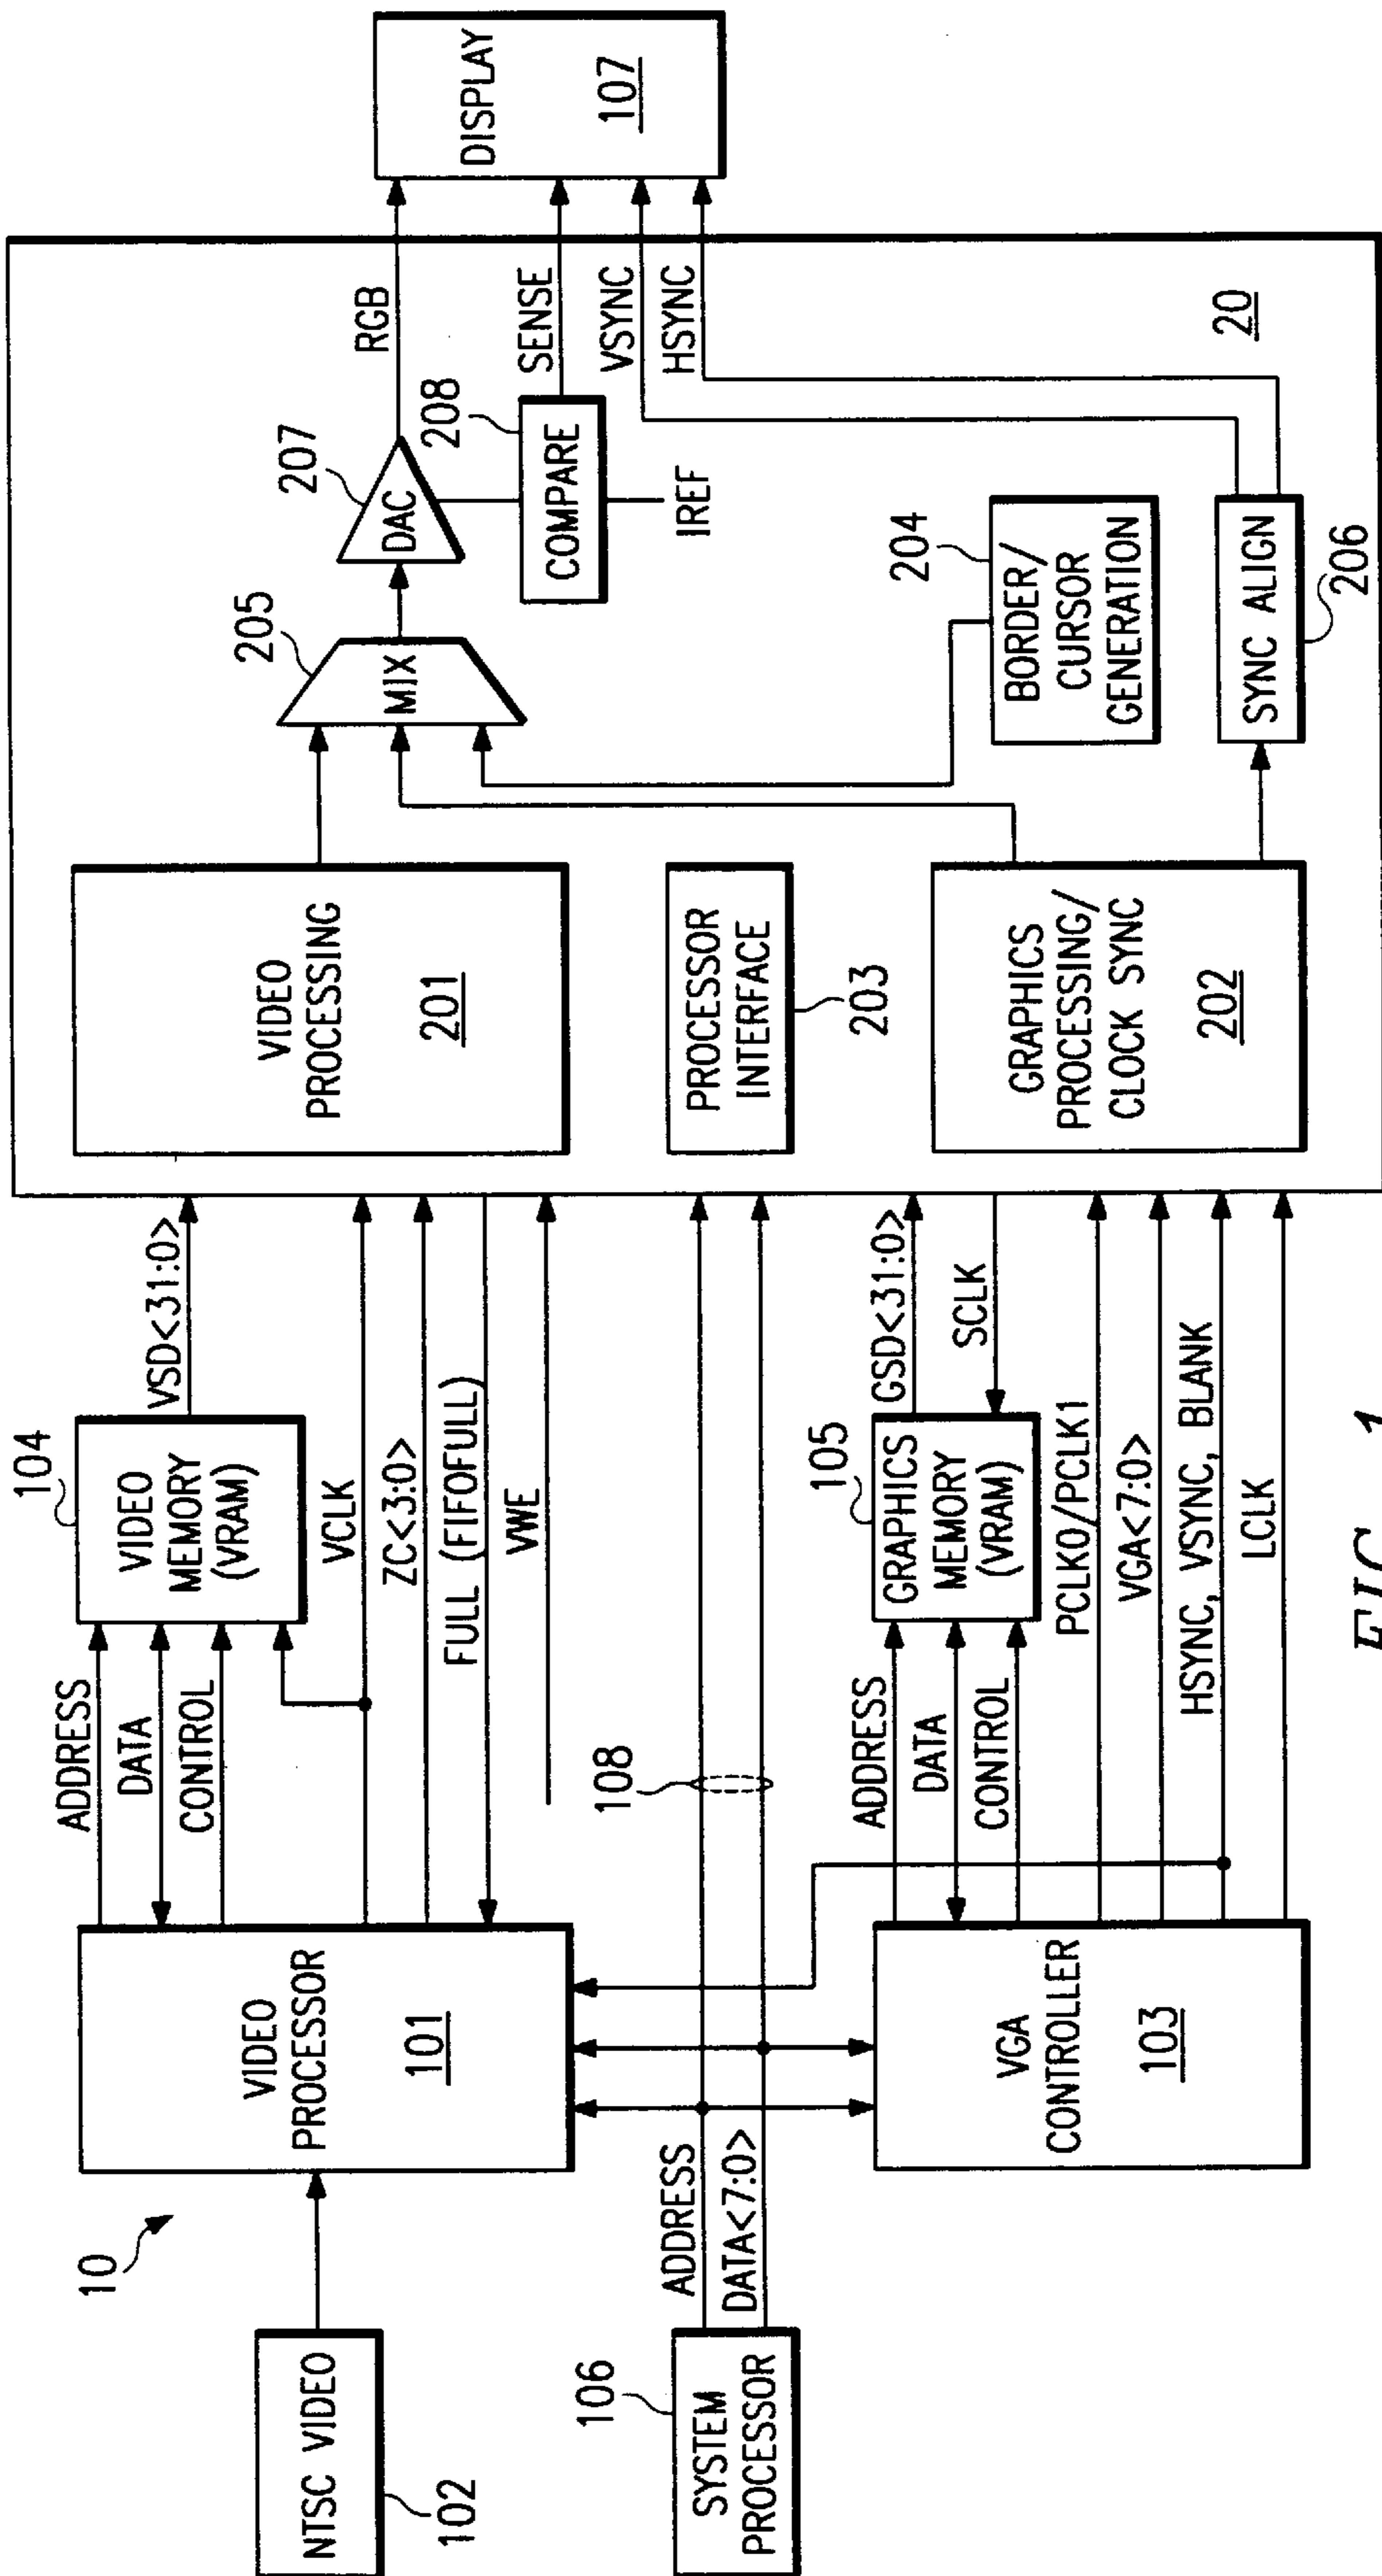 10
NTSC VIDEO
102
VIDEO
PROCESSOR
101
ADDRESS
DATA
CONTROL
104
VIDEO
MEMORY
(VRAM)
VSD<31:0>
VCLK
ZC<3:0>
FULL (FIFOFULL)
VWE
106
SYSTEM
PROCESSOR
ADDRESS
DATA<7:0>
108
VGA
CONTROLLER
103
ADDRESS
DATA
CONTROL
105
GRAPHICS
MEMORY
(VRAM)
GSD<31:0>
SCLK
PCLK0/PCLK1
VGA<7:0>
HSYNC, VSYNC, BLANK
LCLK
VIDEO
PROCESSING
201
PROCESSOR
INTERFACE
203
GRAPHICS
PROCESSING/
CLOCK SYNC
202
205
MIX
207
DAC
208
COMPARE
IREF
204
BORDER/
CURSOR
GENERATION
SYNC ALIGN
206
RGB
SENSE
VSYNC
HSYNC
20
DISPLAY
107
FIG. 1